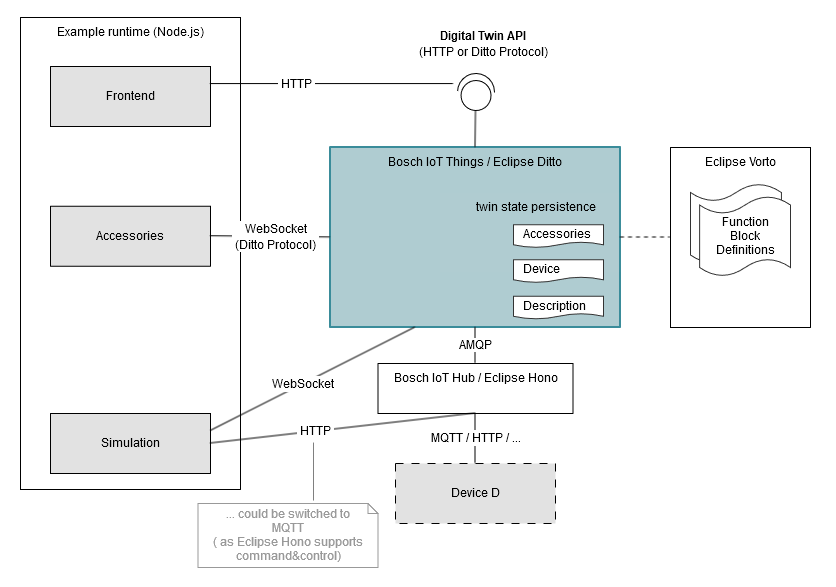 Example runtime (Node.js)
Frontend
HTTP
Digital Twin API
(HTTP or Ditto Protocol)
Bosch IoT Things / Eclipse Ditto
twin state persistence
Accessories
Device
Description
Eclipse Vorto
Function
Block
Definitions
Accessories
WebSocket
(Ditto Protocol)
AMQP
Bosch IoT Hub / Eclipse Hono
WebSocket
HTTP
Simulation
MQTT / HTTP / ...
Device D
... could be switched to
MQTT
( as Eclipse Hono supports
command&control)